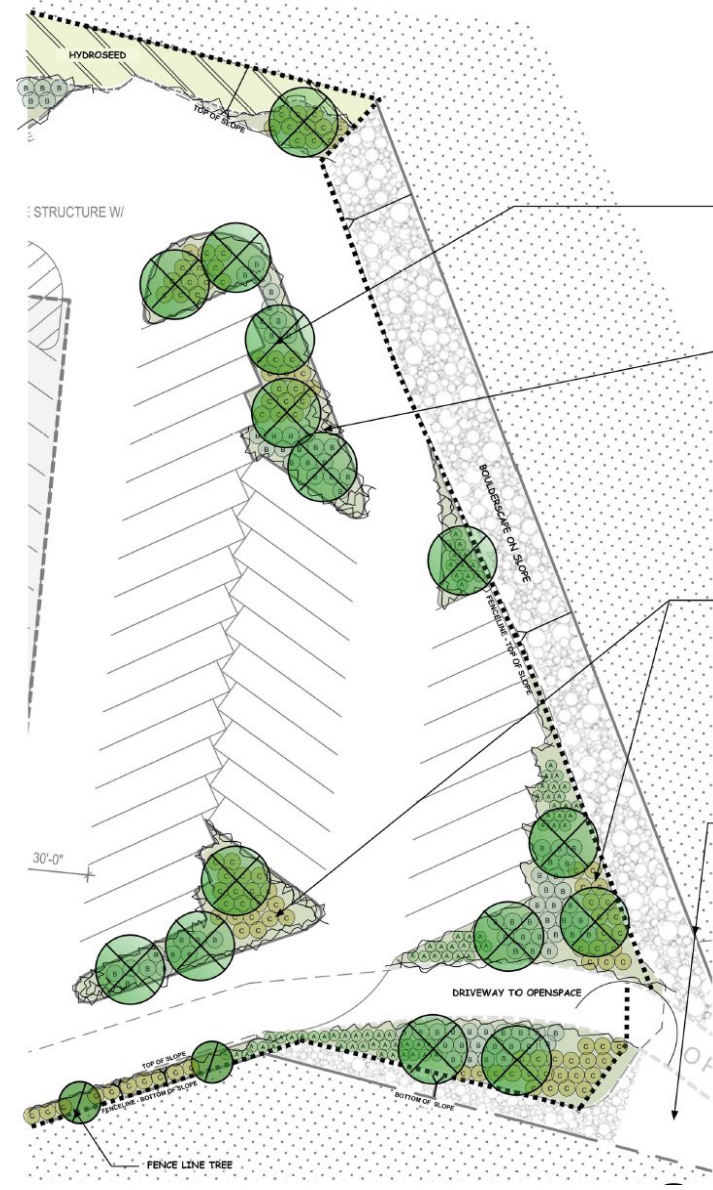 HYDROSEED
TOP OF SLOPE
STRUCTURE W/
BOULDERSCAPE ON SLOPE
FENCELINE - TOP OF SLOPE
30'-0"
DRIVEWAY TO OPENSPACE
TOP OF SLOPE
FENCELINE - BOTTOM OF SLOPE
BOTTOM OF SLOPE
FENCE LINE TREE